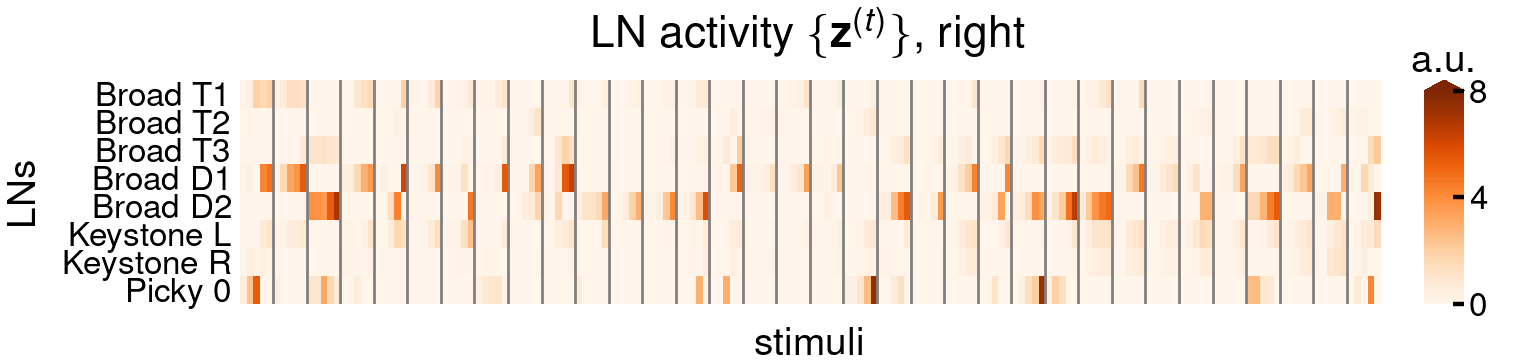 LN activity {z^(t)}, right
a.u.
LNs
Broad T1
Broad T2
Broad T3
Broad D1
Broad D2
Keystone L
Keystone R
Picky 0
8
4
0
stimuli